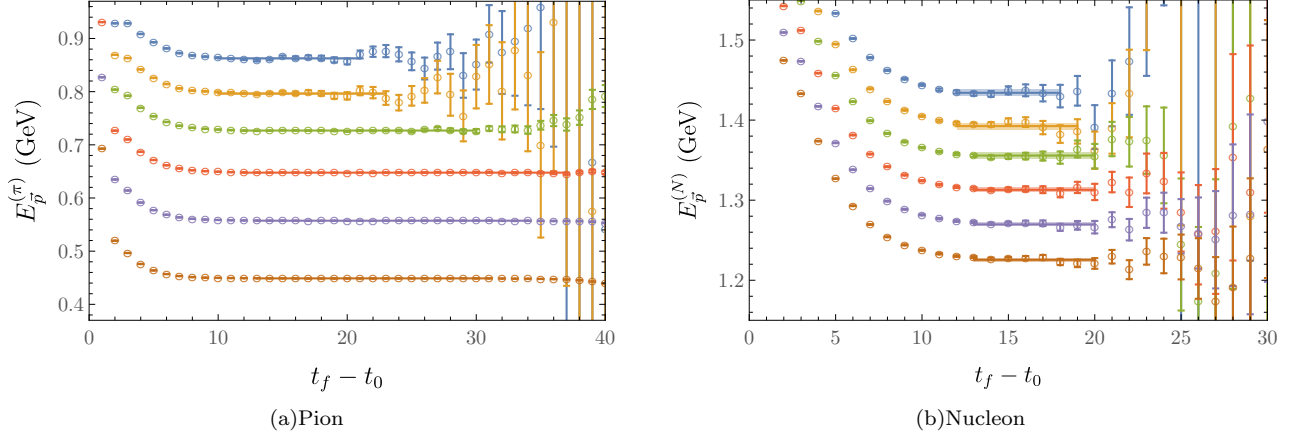 0.9
0.8
0.7
0.6
0.5
0.4
E_{\vec{p}}^{(π)} (GeV)
0 10 20 30 40
t_f − t_0
(a)Pion
1.5
1.4
1.3
1.2
E_{\vec{p}}^{(N)} (GeV)
0 5 10 15 20 25 30
t_f − t_0
(b)Nucleon